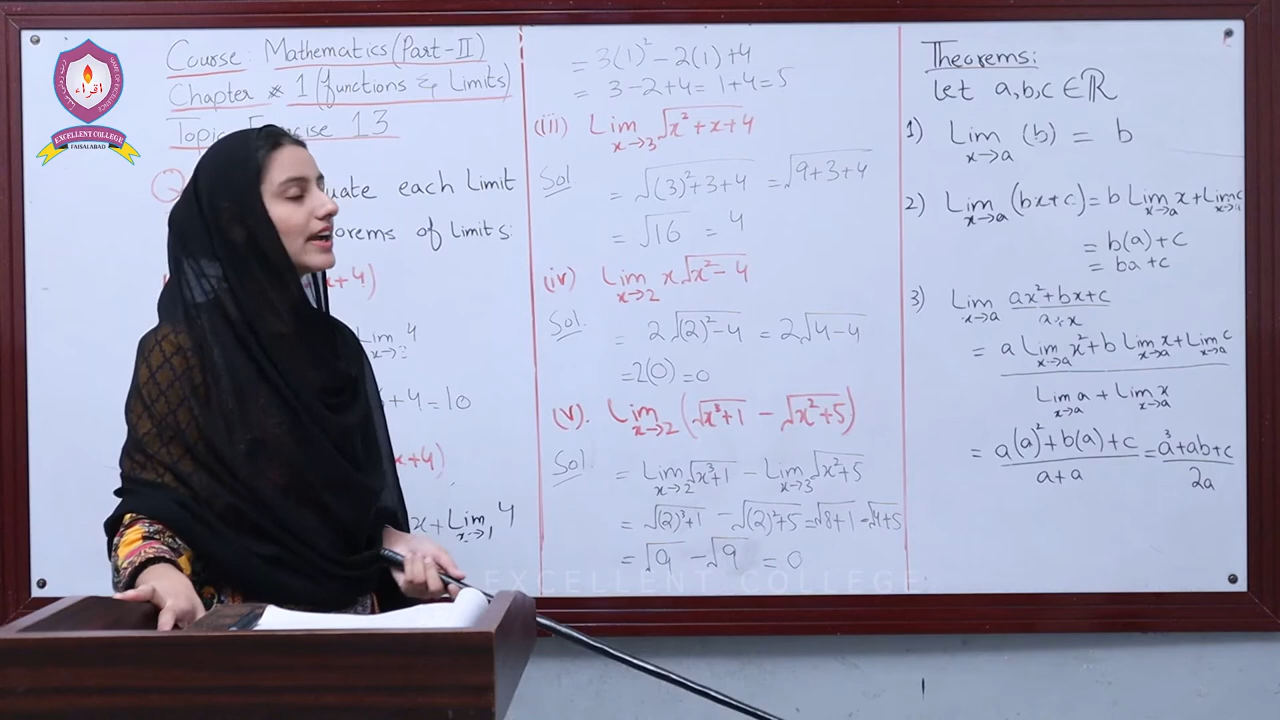 EXCELLENT COLLEGE
FAISALABAD
اقراء
Course: Mathematics (Part-II)
Chapter # 1 (functions & Limits)
Topic Exercise 1.3
Q uate each Limit
orems of Limits:
x+4)
Lim 4
x→
+4=10
x+4)
x + Lim 4
x→1
= 3(1)² - 2(1) + 4
= 3-2+4 = 1+4 = 5
(iii) Lim √x²+x+4
x→3
Sol
= √(3)²+3+4 = √9+3+4
= √16 = 4
(iv) Lim x√x²-4
x→2
Sol.
= 2√(2)²-4 = 2√4-4
= 2(0) = 0
(v). Lim (√x³+1 - √x²+5)
x→2
Sol
= Lim √x³+1 - Lim √x²+5
x→2 x→3
= √(2)³+1 - √(2)²+5 = √8+1 - √4+5
= √9 - √9 = 0
Theorems:
let a,b,c ∈ ℝ
1) Lim (b) = b
x→a
2) Lim (bx+c) = b Lim x + Lim c
x→a x→a x→a
= b(a)+c
= ba+c
3) Lim ax²+bx+c
x→a a+x
= a Lim x² + b Lim x + Lim c
x→a x→a x→a
Lim a + Lim x
x→a x→a
= a(a)²+b(a)+c = a³+ab+c
a+a 2a
EXCELLENT COLLEGE